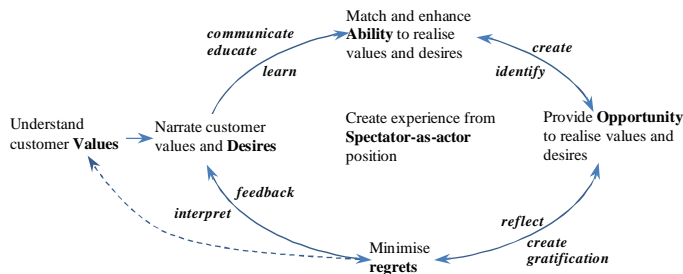 communicate
educate
learn
Match and enhance
Ability to realise
values and desires
create
identify
Understand
customer Values
Narrate customer
values and Desires
Create experience from
Spectator-as-actor
position
Provide Opportunity
to realise values and
desires
feedback
interpret
reflect
create
gratification
Minimise
regrets